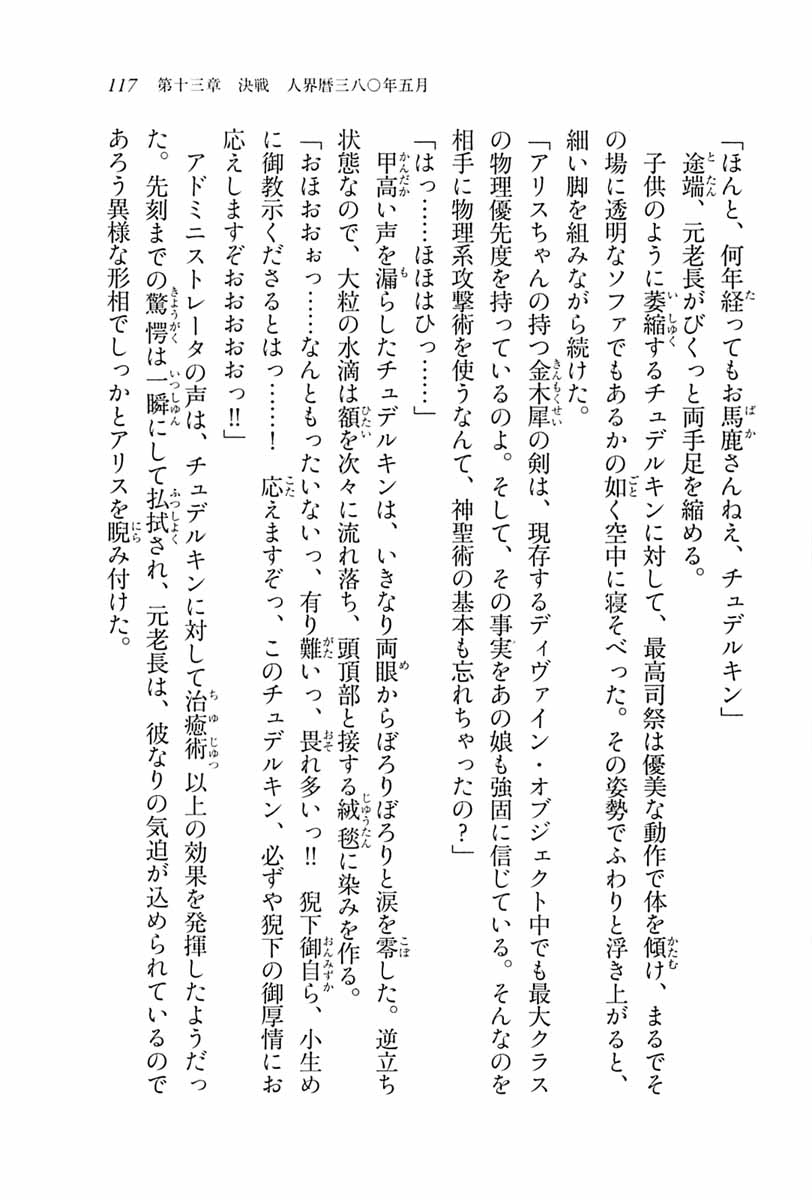 117 第十三章 決戦 人界暦三八〇年五月
「ほんと、何年経ってもお馬鹿さんねえ、チュデルキン」
途端、元老長がびくっと両手足を縮める。
子供のように萎縮するチュデルキンに対して、最高司祭は優美な動作で体を傾け、まるでそ
の場に透明なソファでもあるかの如く空中に寝そべった。その姿勢でふわりと浮き上がると、
細い脚を組みながら続けた。
「アリスちゃんの持つ金木犀の剣は、現存するディヴァイン・オブジェクト中でも最大クラス
の物理優先度を持っているのよ。そして、その事実をあの娘も強固に信じている。そんなのを
相手に物理系攻撃術を使うなんて、神聖術の基本も忘れちゃったの？」
「はっ……ほほはひっ……」
甲高い声を漏らしたチュデルキンは、いきなり両眼からぼろりぼろりと涙を零した。逆立ち
状態なので、大粒の水滴は額を次々に流れ落ち、頭頂部と接する絨毯に染みを作る。
「おほおおぉっ……なんともったいないっ、有り難いっ、畏れ多いっ!!　猊下御自ら、小生め
に御教示くださるとはっ……！　応えますぞっ、このチュデルキン、必ずや猊下の御厚情にお
応えしますぞおおおおおっ!!」
アドミニストレータの声は、チュデルキンに対して治癒術以上の効果を発揮したようだっ
た。先刻までの驚愕は一瞬にして払拭され、元老長は、彼なりの気迫が込められているので
あろう異様な形相でしっかとアリスを睨み付けた。